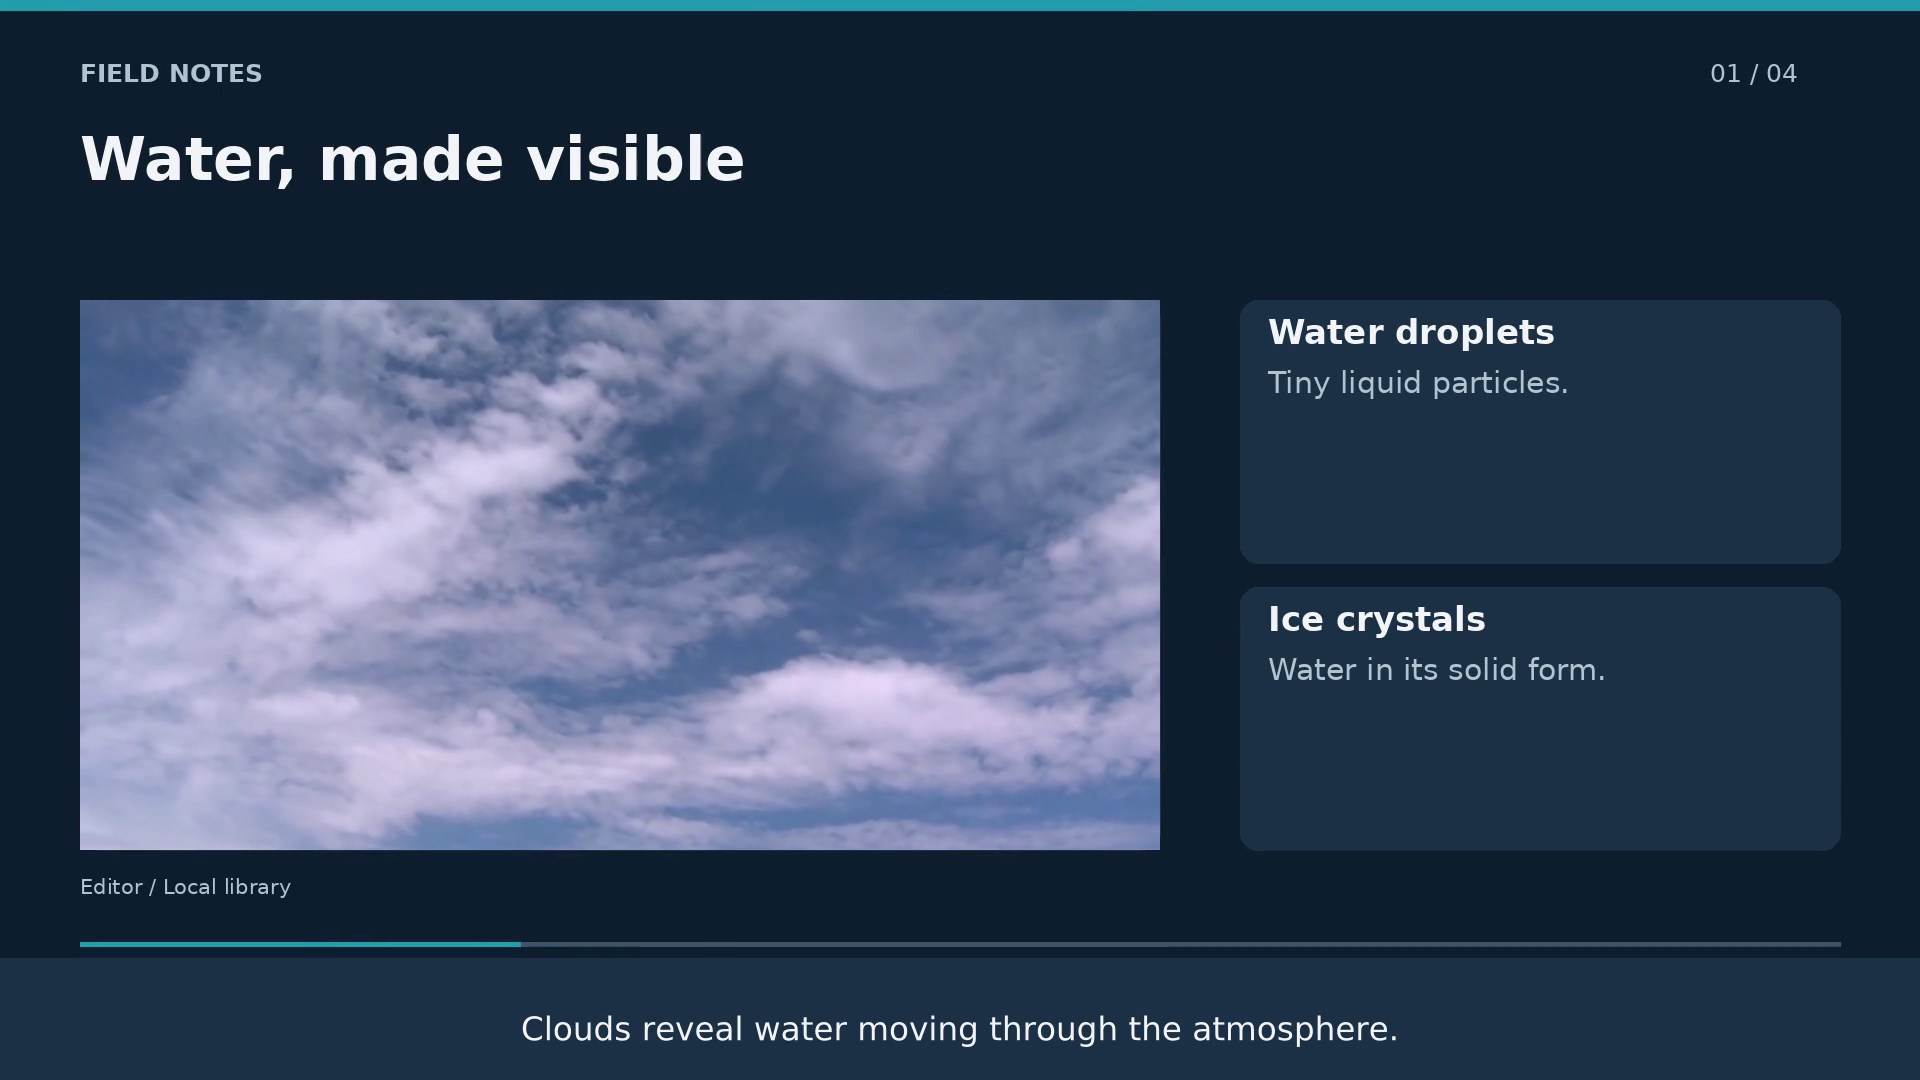 FIELD NOTES
01 / 04
Water, made visible
Water droplets
Tiny liquid particles.
Ice crystals
Water in its solid form.
Editor / Local library
Clouds reveal water moving through the atmosphere.